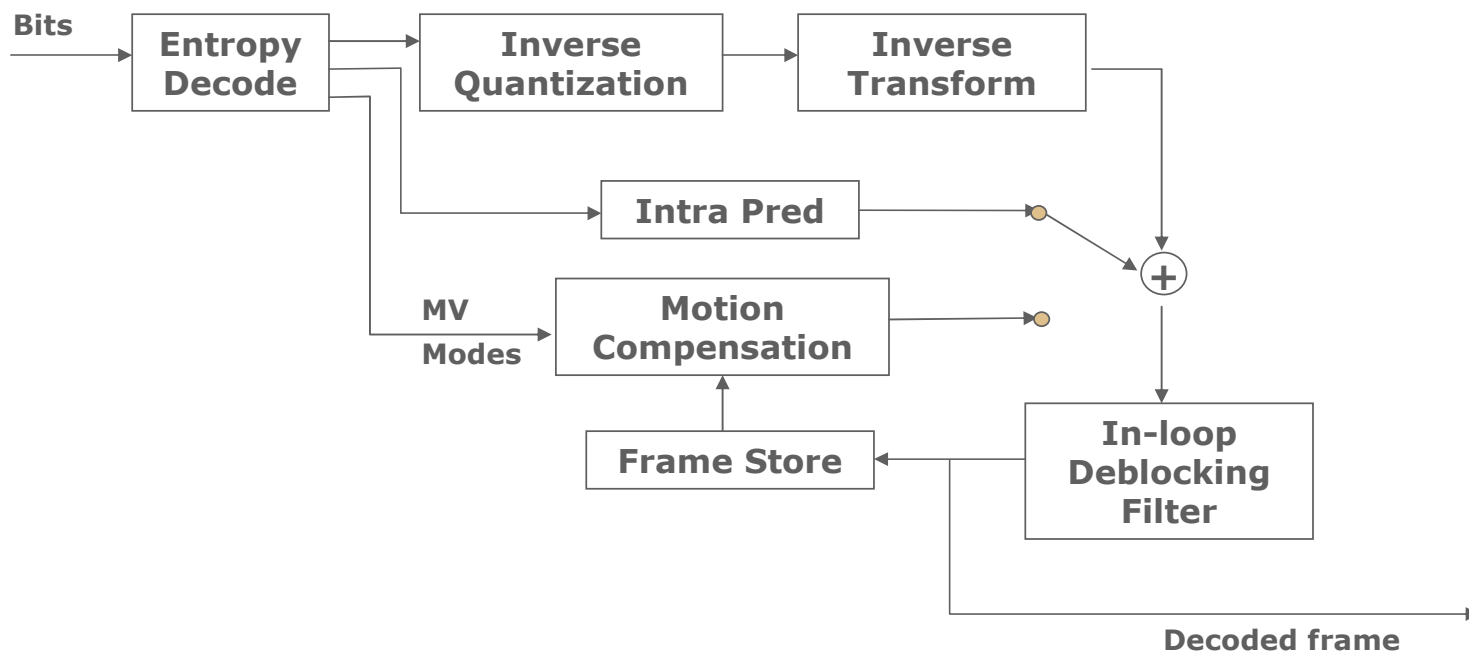 Bits
Entropy
Decode
Inverse
Quantization
Inverse
Transform
Intra Pred
+
MV
Modes
Motion
Compensation
Frame Store
In-loop
Deblocking
Filter
Decoded frame